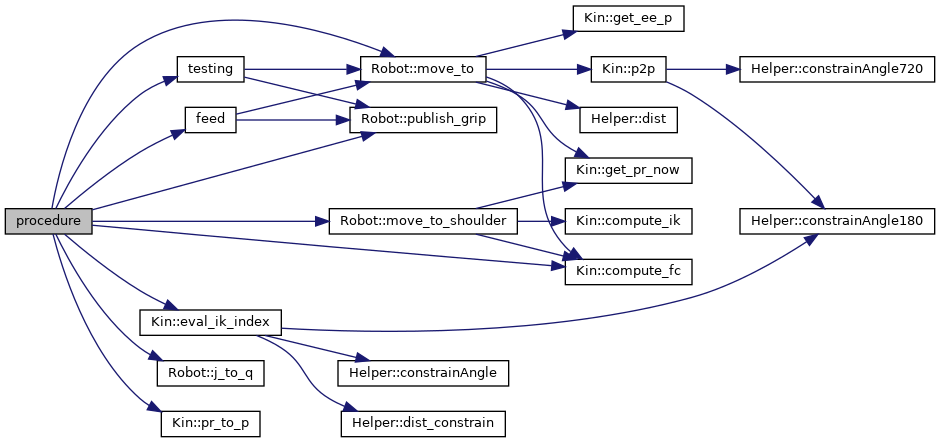 Kin::get_ee_p
testing
Robot::move_to
Kin::p2p
Helper::constrainAngle720
feed
Robot::publish_grip
Helper::dist
Kin::get_pr_now
procedure
Robot::move_to_shoulder
Kin::compute_ik
Helper::constrainAngle180
Kin::compute_fc
Kin::eval_ik_index
Robot::j_to_q
Helper::constrainAngle
Kin::pr_to_p
Helper::dist_constrain